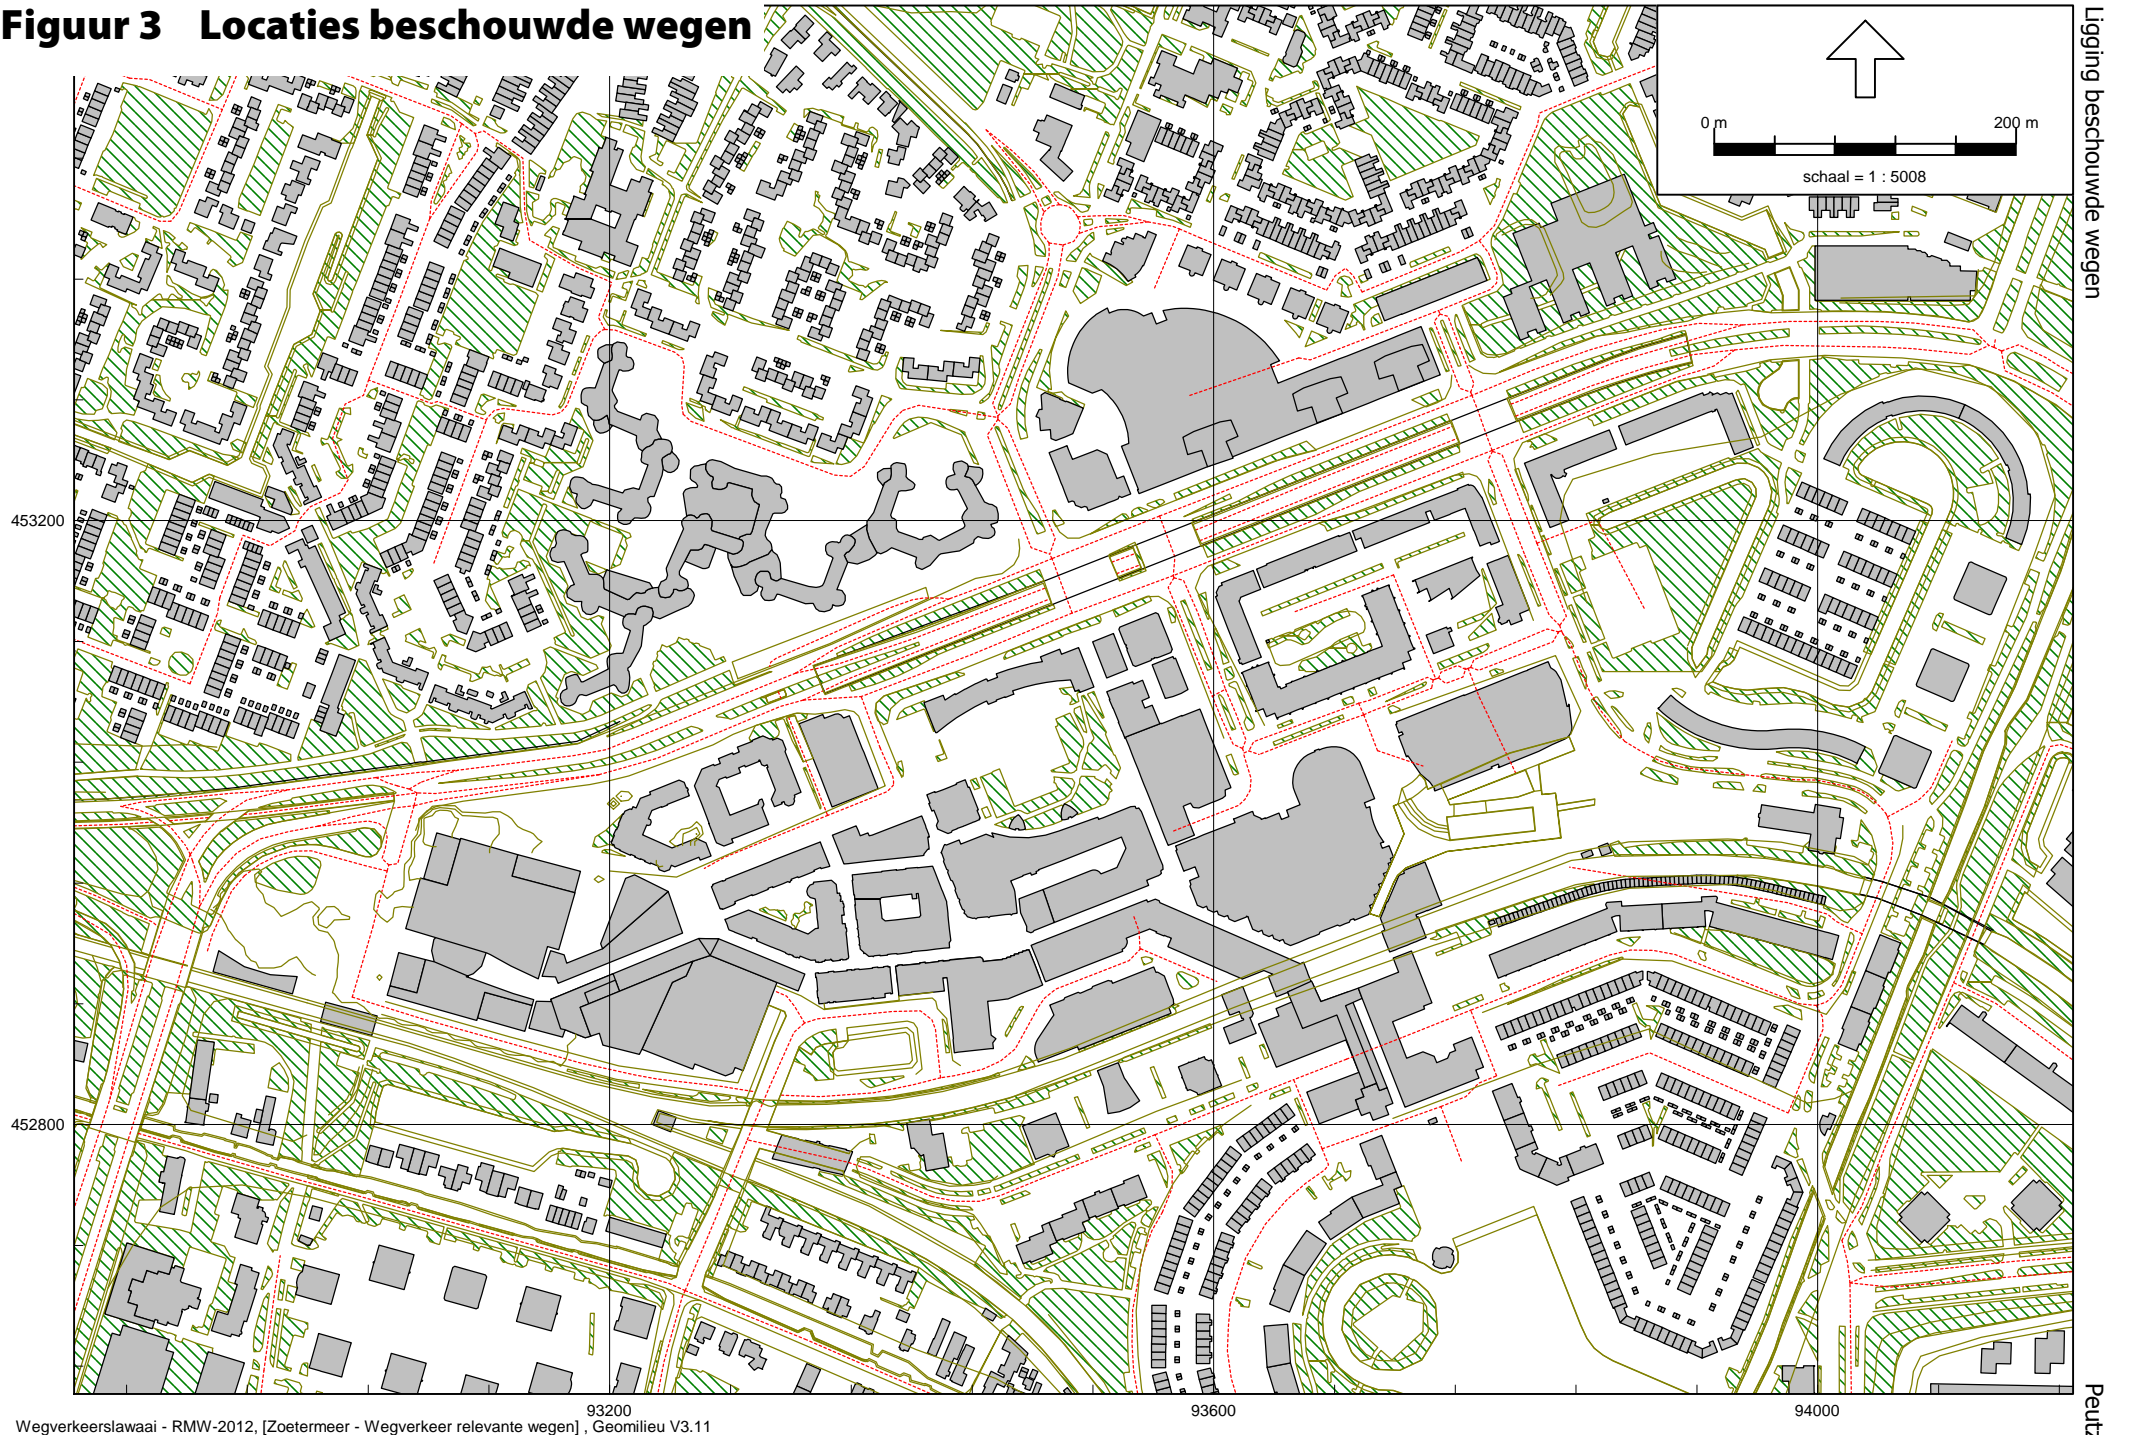 Figuur 3 Locaties beschouwde wegen
0 m 200 m
schaal = 1 : 5008
Ligging beschouwde wegen
453200
452800
93200 93600 94000
Wegverkeerslawaai - RMW-2012, [Zoetermeer - Wegverkeer relevante wegen] , Geomilieu V3.11
Peutz